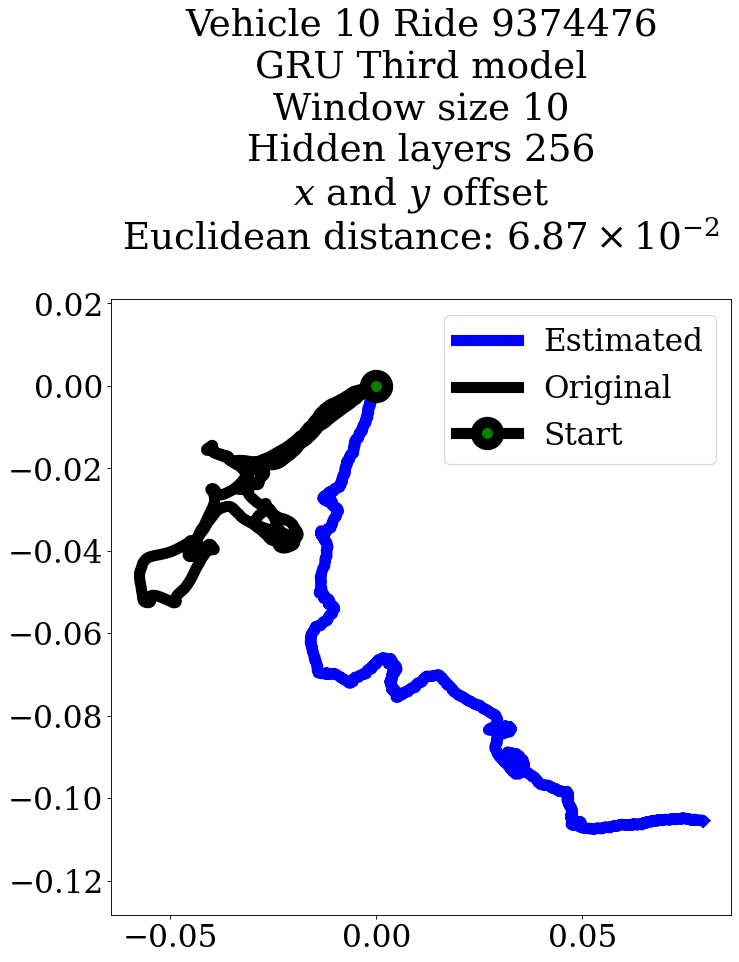 Vehicle 10 Ride 9374476
GRU Third model
Window size 10
Hidden layers 256
x and y offset
Euclidean distance: 6.87 × 10⁻²
0.02
0.00
−0.02
−0.04
−0.06
−0.08
−0.10
−0.12
Estimated
Original
Start
−0.05 0.00 0.05